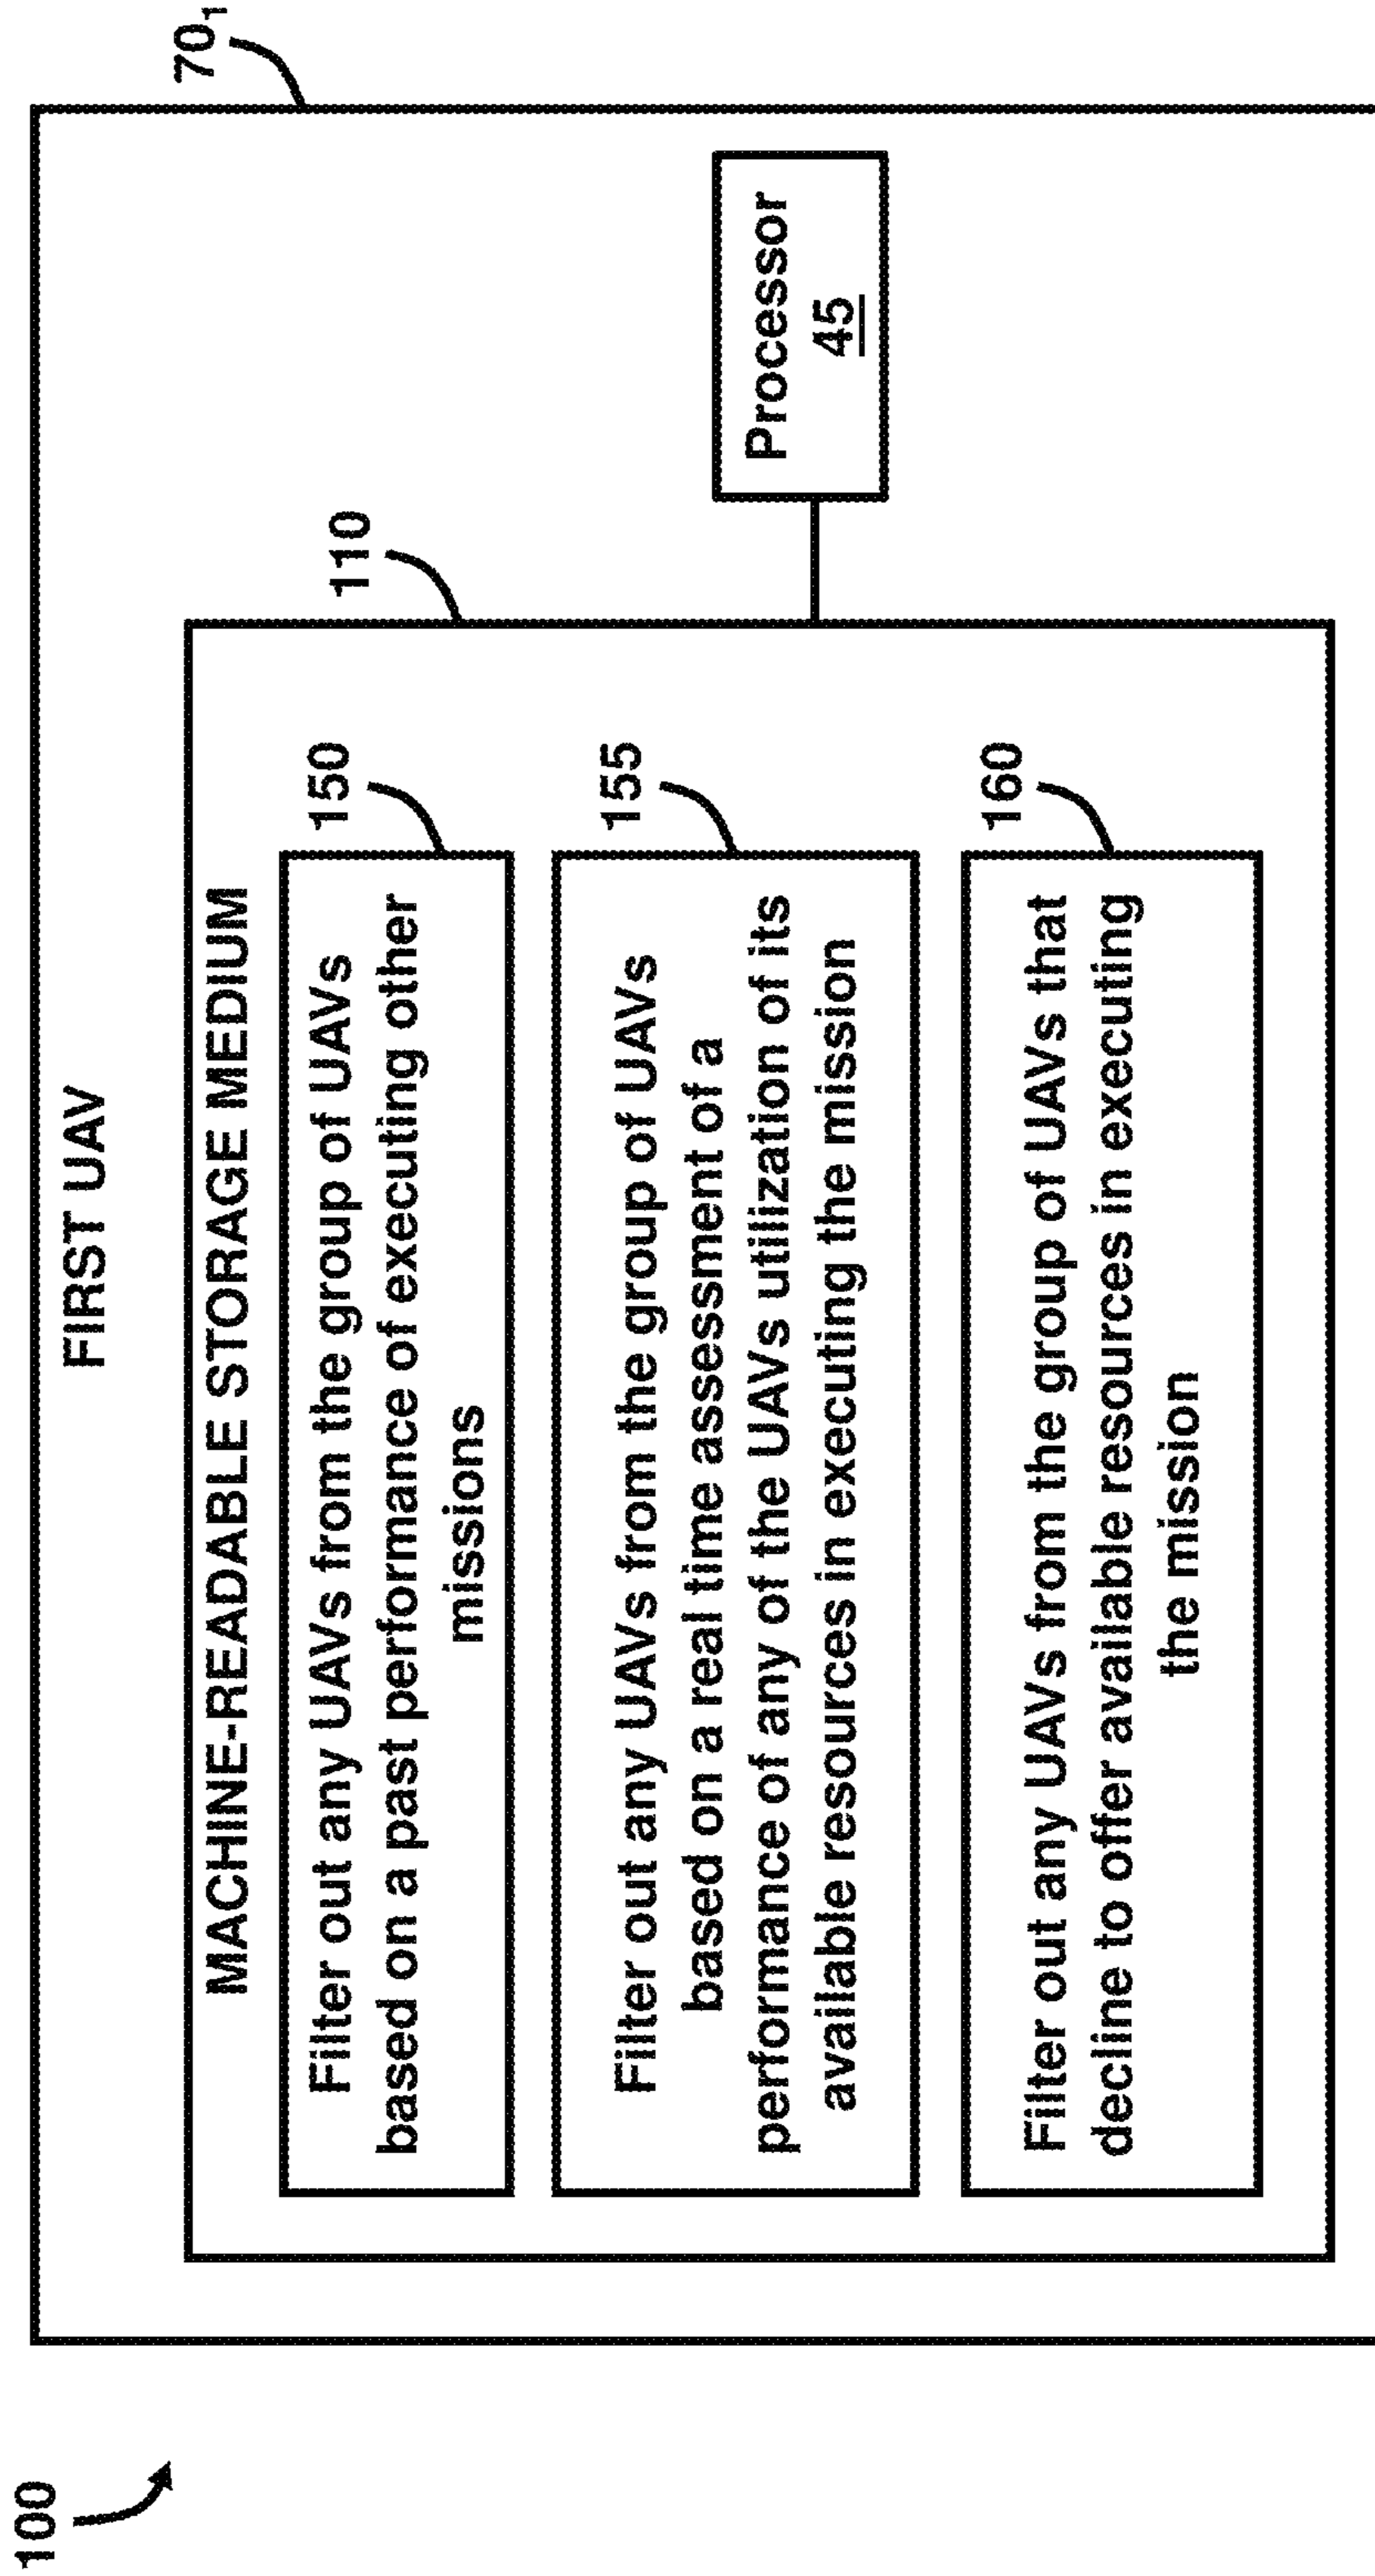 100
70₁
FIRST UAV
110
MACHINE-READABLE STORAGE MEDIUM
150
Filter out any UAVs from the group of UAVs
based on a past performance of executing other
missions
155
Filter out any UAVs from the group of UAVs
based on a real time assessment of a
performance of any of the UAVs utilization of its
available resources in executing the mission
160
Filter out any UAVs from the group of UAVs that
decline to offer available resources in executing
the mission
Processor
45